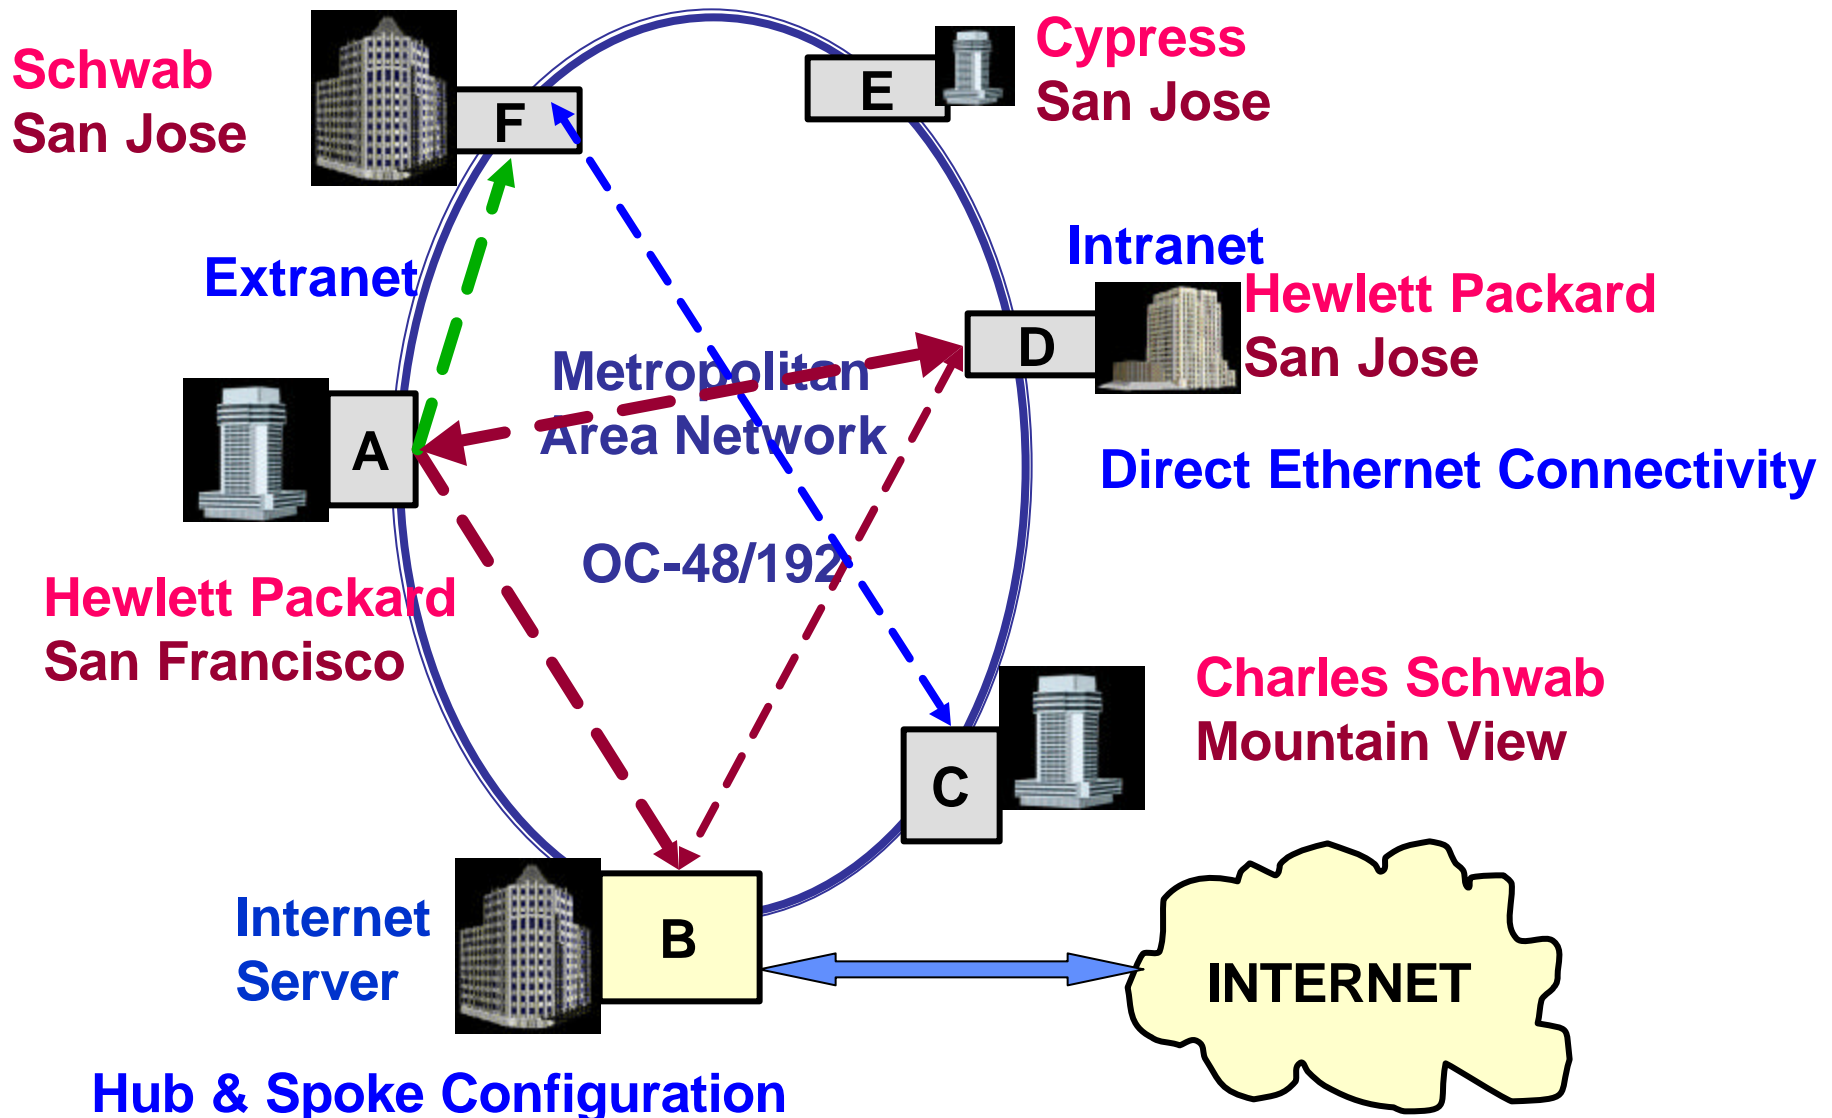 Schwab
San Jose
F
E
Cypress
San Jose
Extranet
Intranet
Hewlett Packard
San Jose
D
Metropolitan
Area Network
A
Direct Ethernet Connectivity
OC-48/192
Hewlett Packard
San Francisco
Charles Schwab
Mountain View
C
Internet
Server
B
INTERNET
Hub & Spoke Configuration